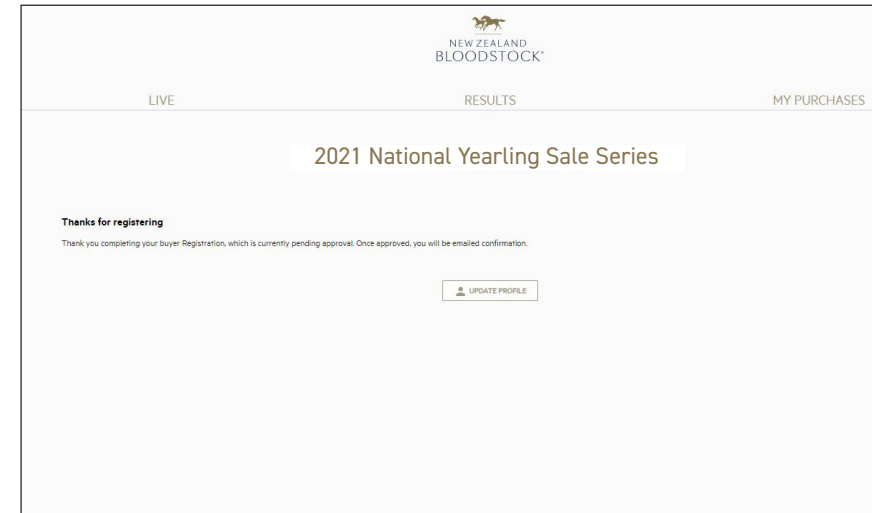 NEW ZEALAND
BLOODSTOCK®
LIVE RESULTS MY PURCHASES
2021 National Yearling Sale Series
Thanks for registering
Thank you completing your buyer Registration, which is currently pending approval. Once approved, you will be emailed confirmation.
UPDATE PROFILE